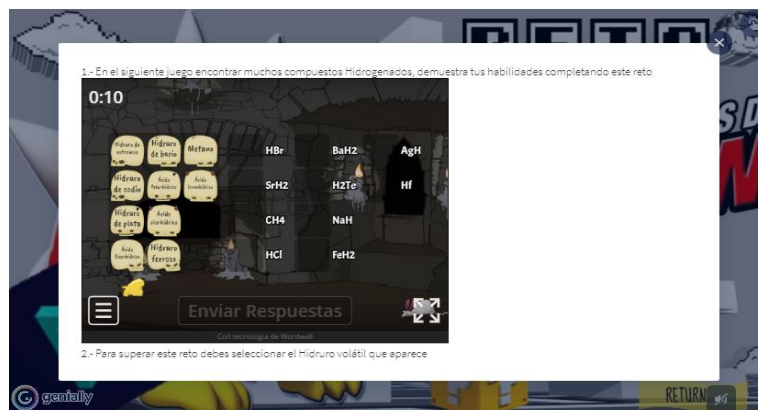 RETO
1.- En el siguiente juego encontrar muchos compuestos Hidrogenados, demuestra tus habilidades completando este reto
0:10
Hidruro de estroncio
Hidruro de bario
Metano
HBr
BaH2
AgH
Hidruro de sodio
Ácido Telurhídrico
Ácido bromhídrico
SrH2
H2Te
Hf
Hidruro de plata
Ácido clorhídrico
CH4
NaH
Ácido fluorhídrico
Hidruro ferroso
HCl
FeH2
Enviar Respuestas
Con tecnología de Wordwall
2.- Para superar este reto debes seleccionar el Hidruro volátil que aparece
genially
RETURN